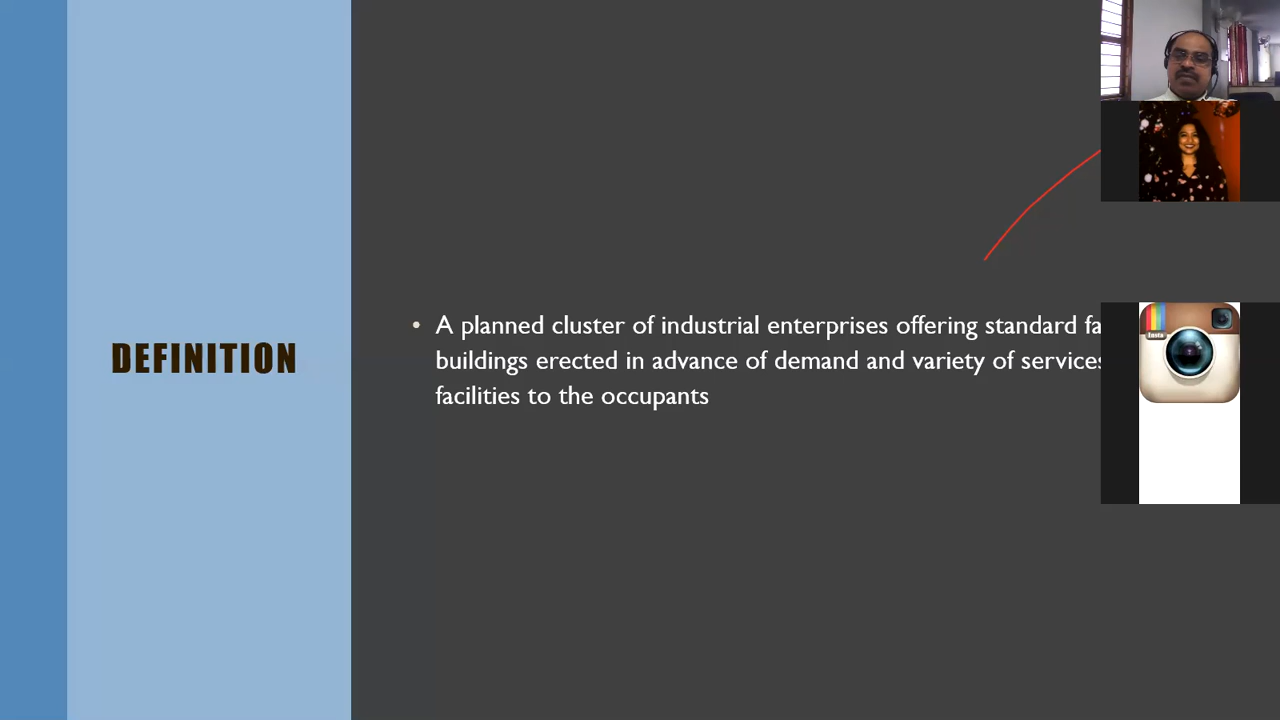 DEFINITION
• A planned cluster of industrial enterprises offering standard
buildings erected in advance of demand and variety of services
facilities to the occupants
Insta